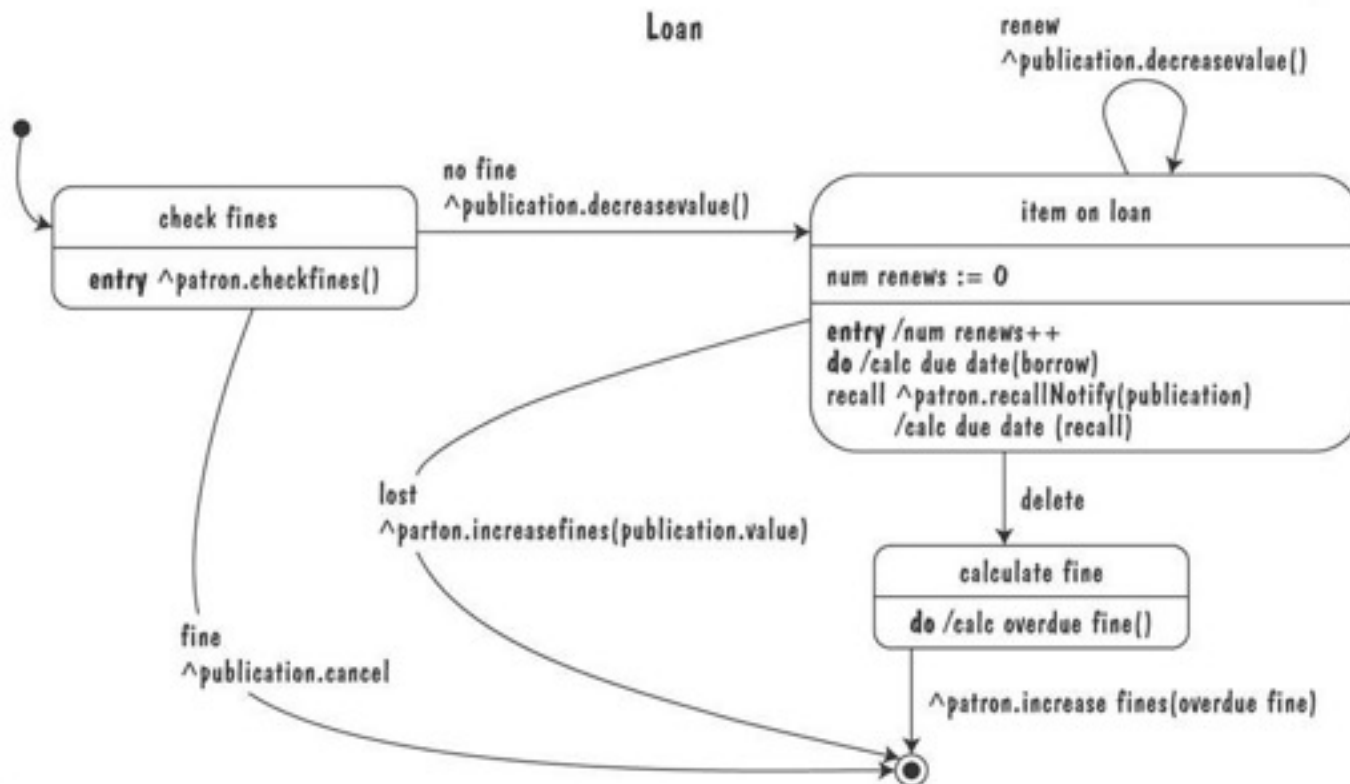 Loan
renew
^publication.decreasevalue()
no fine
^publication.decreasevalue()
check fines
entry ^patron.checkfines()
item on loan
num renews := 0
entry /num renews++
do /calc due date(borrow)
recall ^patron.recallNotify(publication)
/calc due date (recall)
lost
^parton.increasefines(publication.value)
delete
calculate fine
do /calc overdue fine()
fine
^publication.cancel
^patron.increase fines(overdue fine)